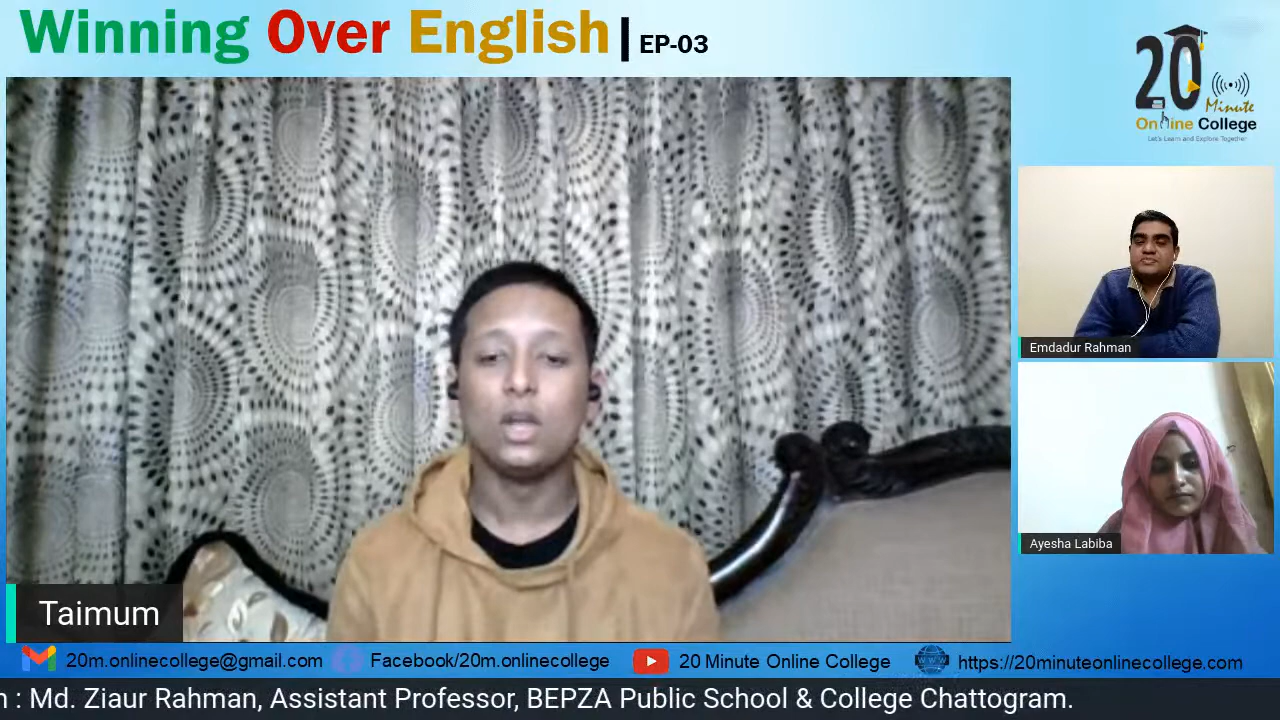 Winning Over English | EP-03
20
Minute
Online College
Let's Learn and Explore Together
Emdadur Rahman
Ayesha Labiba
Taimum
20m.onlinecollege@gmail.com Facebook/20m.onlinecollege 20 Minute Online College https://20minuteonlinecollege.com
: Md. Ziaur Rahman, Assistant Professor, BEPZA Public School & College Chattogram.